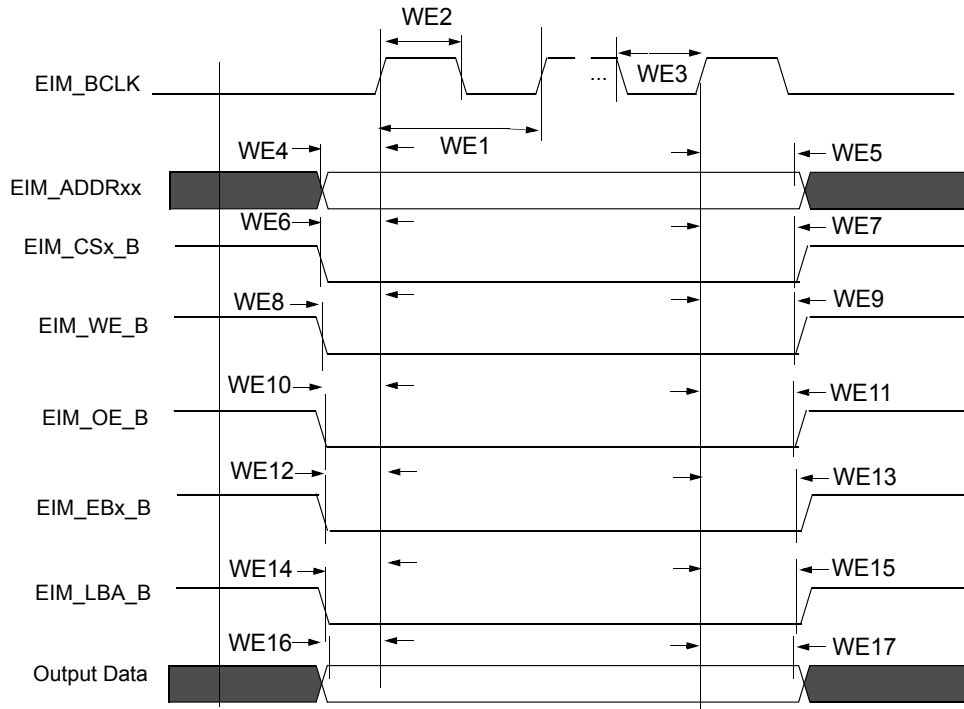 WE2
EIM_BCLK
...
WE3
WE4
WE1
WE5
EIM_ADDRxx
WE6
WE7
EIM_CSx_B
WE8
WE9
EIM_WE_B
WE10
WE11
EIM_OE_B
WE12
WE13
EIM_EBx_B
WE14
WE15
EIM_LBA_B
WE16
WE17
Output Data